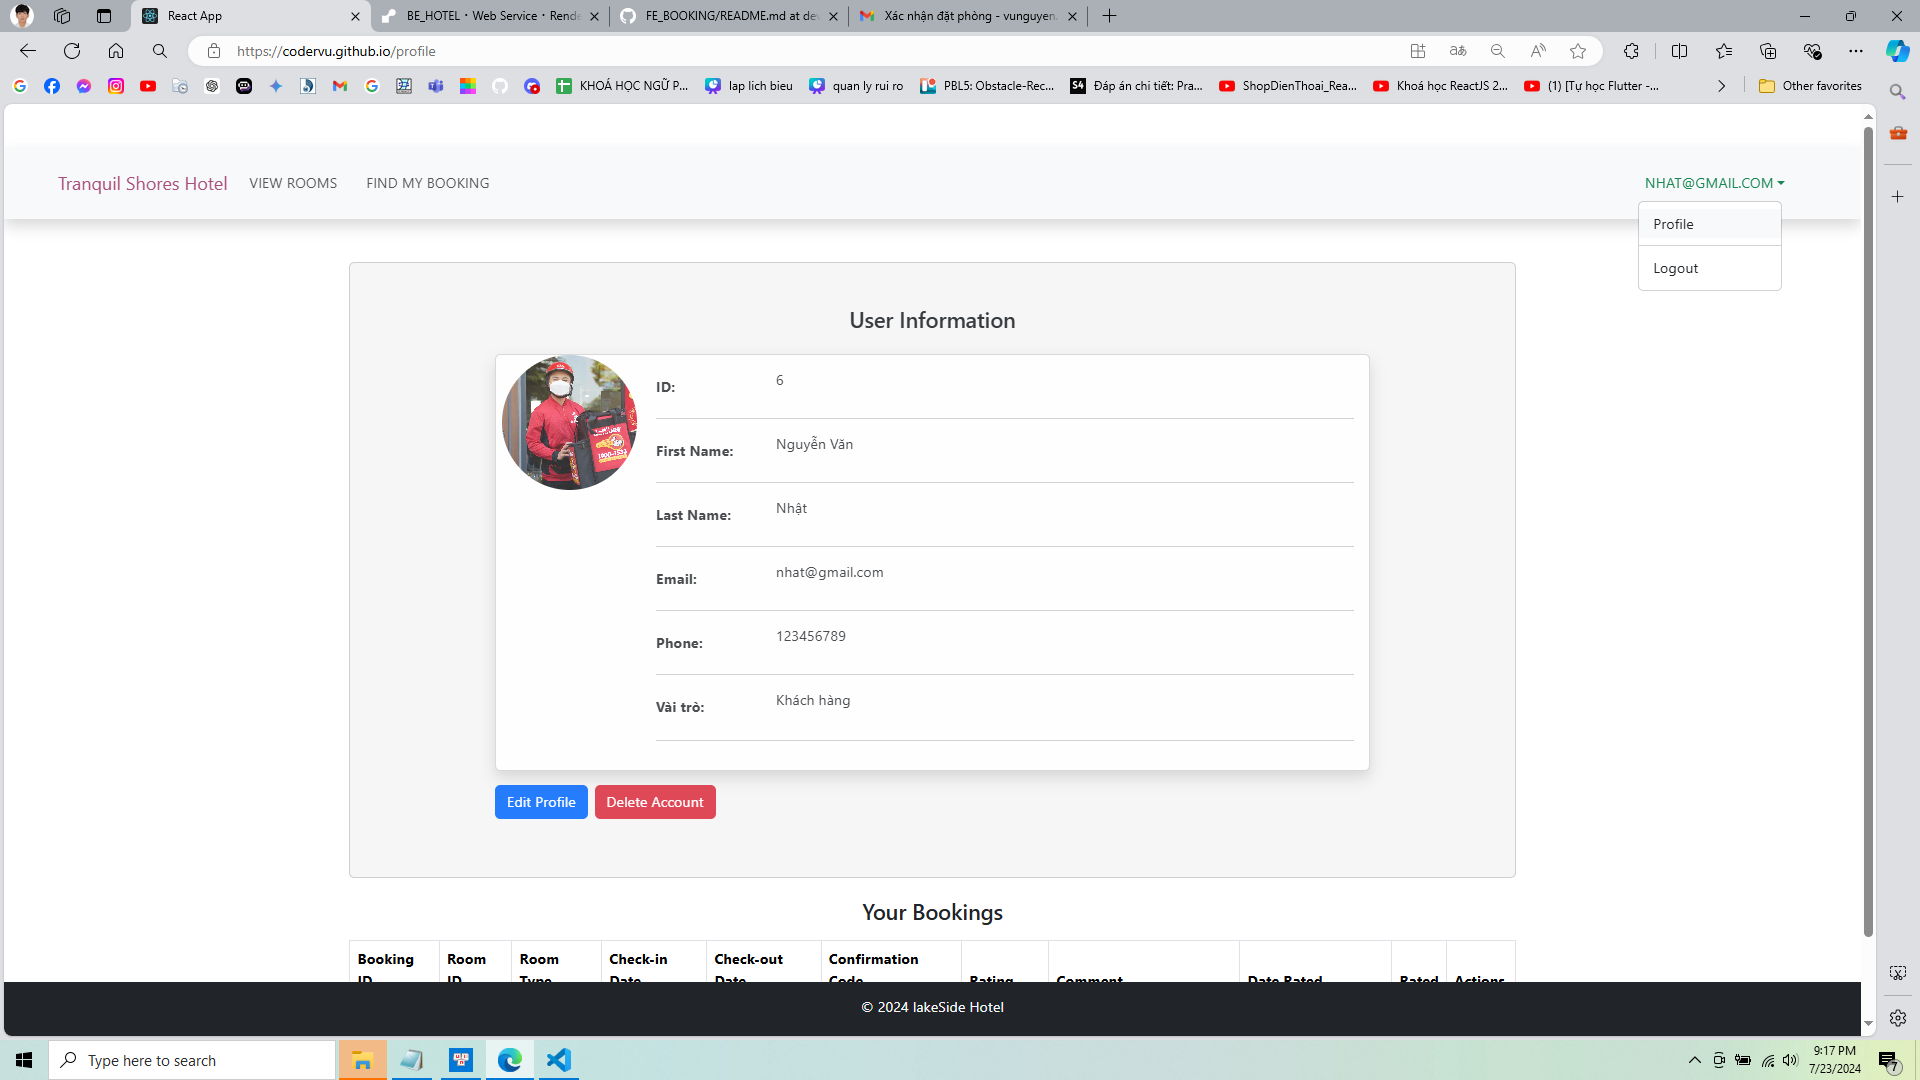 React App
BE_HOTEL · Web Service · Rende
FE_BOOKING/README.md at de
Xác nhận đặt phòng - vunguyen.
https://codervu.github.io/profile
KHOÁ HỌC NGỮ P...
lap lich bieu
quan ly rui ro
PBL5: Obstacle-Rec...
S4
Đáp án chi tiết: Pra...
ShopDienThoai_Rea...
Khoá học ReactJS 2...
(1) [Tự học Flutter -...
Other favorites
Tranquil Shores Hotel
VIEW ROOMS
FIND MY BOOKING
NHAT@GMAIL.COM
Profile
Logout
User Information
ID:
6
First Name:
Nguyễn Văn
Last Name:
Nhật
Email:
nhat@gmail.com
Phone:
123456789
Vài trò:
Khách hàng
Edit Profile
Delete Account
Your Bookings
Booking ID
Room ID
Room Type
Check-in Date
Check-out Date
Confirmation Code
Rating
Comment
Date Rated
Rated
Actions
© 2024 lakeSide Hotel
Type here to search
9:17 PM
7/23/2024
7